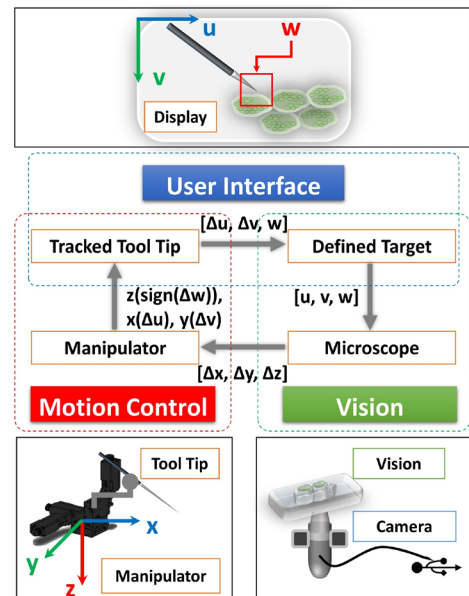 u
w
v
Display
User Interface
[Δu, Δv, w]
Tracked Tool Tip
Defined Target
z(sign(Δw)),
x(Δu), y(Δv)
[u, v, w]
Manipulator
Microscope
[Δx, Δy, Δz]
Motion Control
Vision
Tool Tip
x
y
z
Manipulator
Vision
Camera